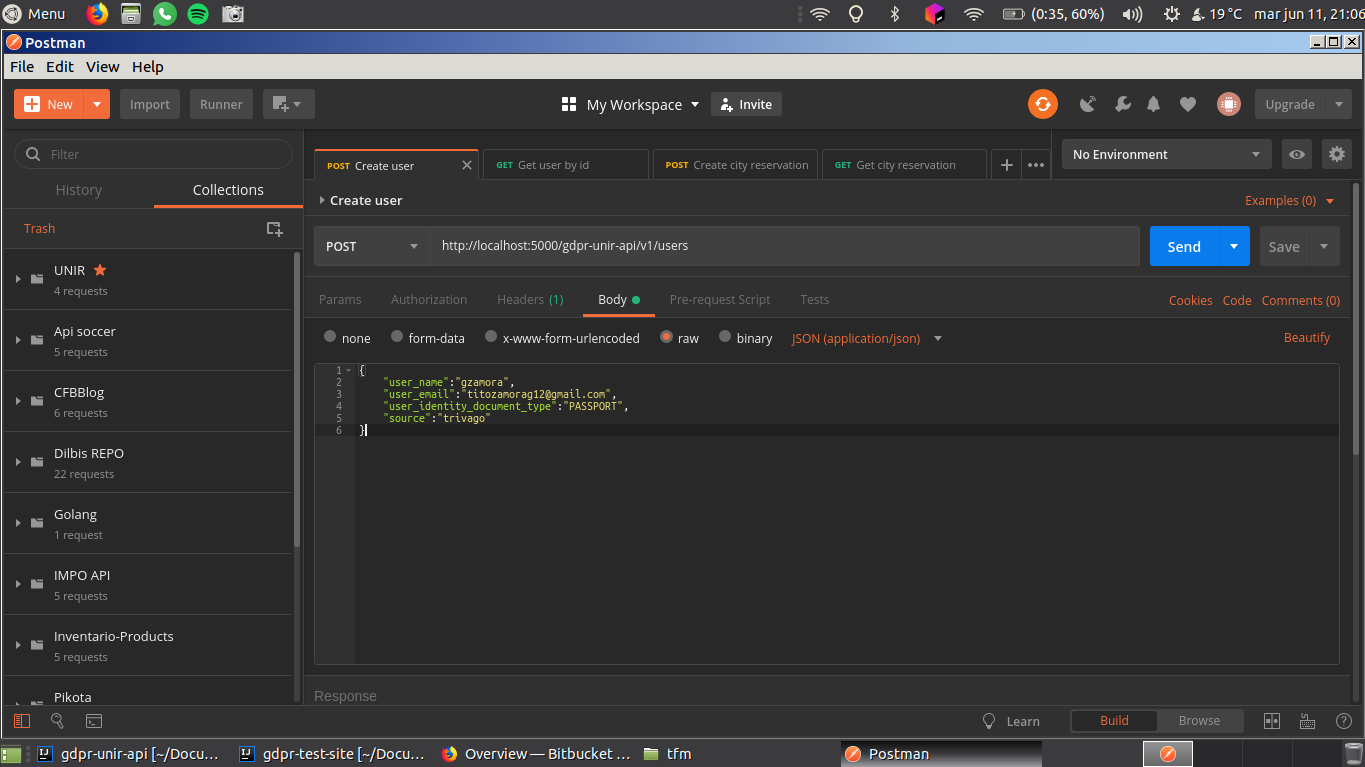 Menu (0:35, 60%) 19 °C mar jun 11, 21:06
Postman
File Edit View Help
New Import Runner My Workspace Invite Upgrade
Filter
History Collections
Trash
UNIR
4 requests
Api soccer
5 requests
CFBBlog
6 requests
Dilbis REPO
22 requests
Golang
1 request
IMPO API
5 requests
Inventario-Products
5 requests
Pikota
POST Create user GET Get user by id POST Create city reservation GET Get city reservation No Environment
Create user Examples (0)
POST http://localhost:5000/gdpr-unir-api/v1/users Send Save
Params Authorization Headers (1) Body Pre-request Script Tests Cookies Code Comments (0)
none form-data x-www-form-urlencoded raw binary JSON (application/json) Beautify
1 {
2 "user_name":"gzamora",
3 "user_email":"titozamorag12@gmail.com",
4 "user_identity_document_type":"PASSPORT",
5 "source":"trivago"
6 }
Response
Learn Build Browse
gdpr-unir-api [~/Docu... gdpr-test-site [~/Docu... Overview — Bitbucket ... tfm Postman